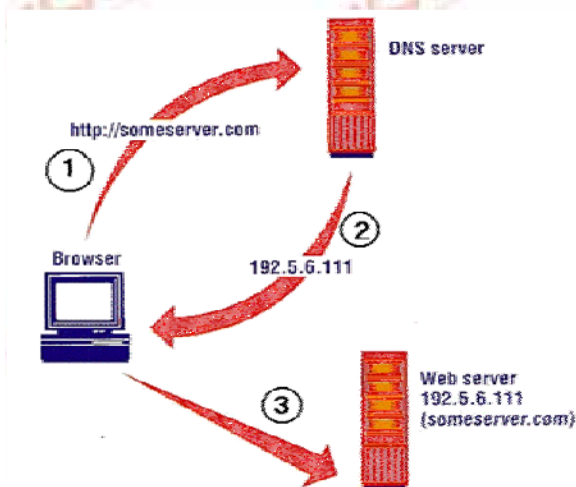 DNS server
http://someserver.com
1
2
Browser
192.5.6.111
3
Web server
192.5.6.111
(someserver.com)